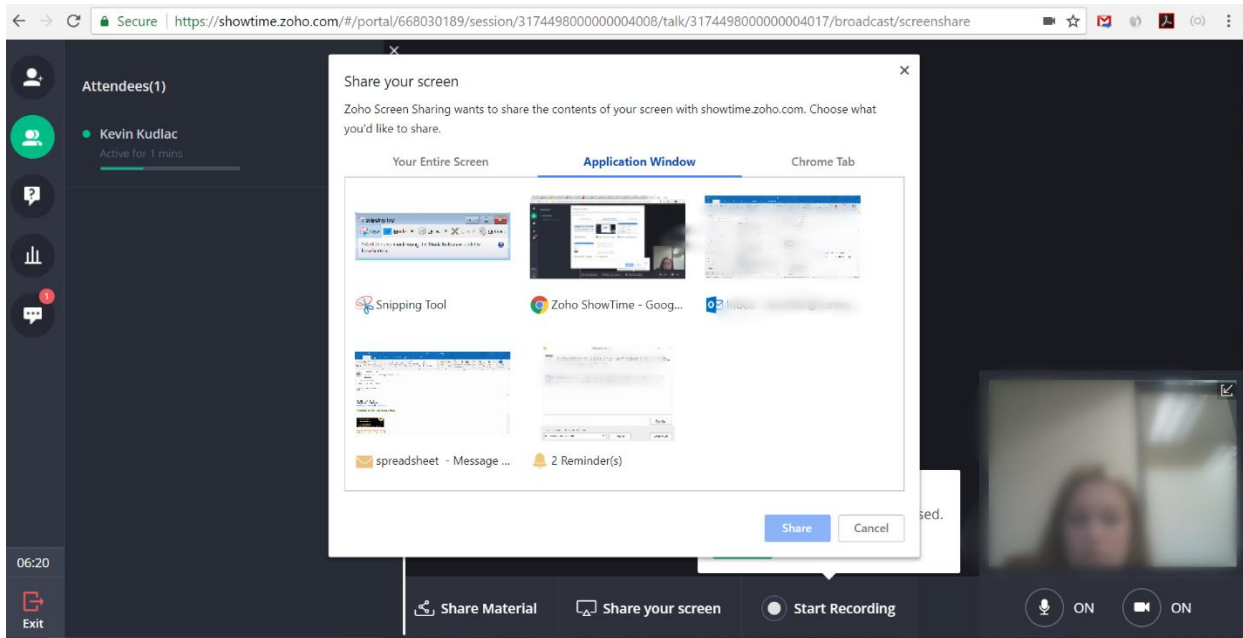 Secure | https://showtime.zoho.com/#/portal/668030189/session/3174498000000004008/talk/3174498000000004017/broadcast/screenshare
Attendees(1)
Kevin Kudlac
Active for 1 mins
Share your screen
Zoho Screen Sharing wants to share the contents of your screen with showtime.zoho.com. Choose what
you'd like to share.
Your Entire Screen
Application Window
Chrome Tab
Snipping Tool
Zoho ShowTime - Goog...
Inbox -
spreadsheet - Message ...
2 Reminder(s)
1
Share
Cancel
sed.
06:20
Exit
Share Material
Share your screen
Start Recording
ON
ON